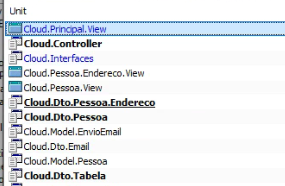 Unit
Cloud.Principal.View
Cloud.Controller
Cloud.Interfaces
Cloud.Pessoa.Endereco.View
Cloud.Pessoa.View
Cloud.Dto.Pessoa.Endereco
Cloud.Dto.Pessoa
Cloud.Model.EnvioEmail
Cloud.Dto.Email
Cloud.Model.Pessoa
Cloud.Dto.Tabela